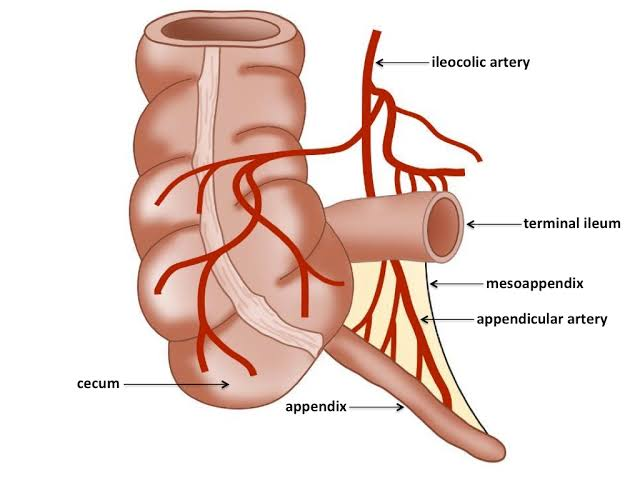 ileocolic artery
terminal ileum
mesoappendix
appendicular artery
cecum
appendix